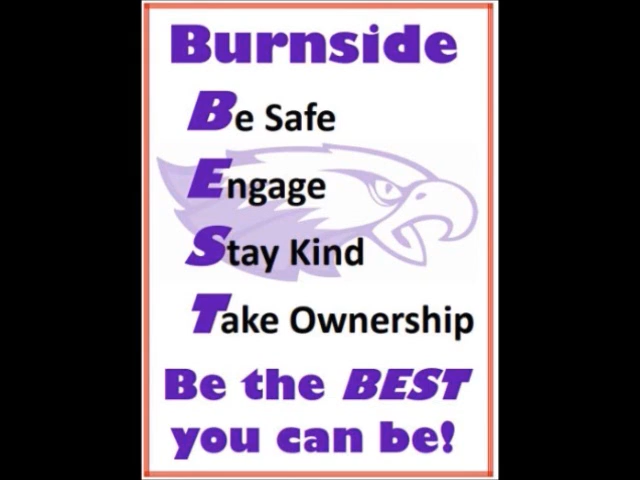 Burnside
Be Safe
Engage
Stay Kind
Take Ownership
Be the BEST
you can be!